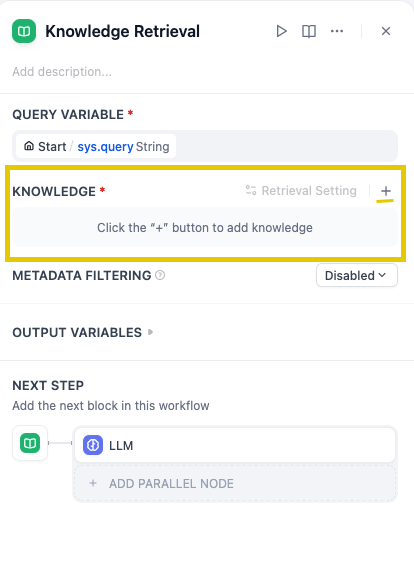 Knowledge Retrieval
Add description...
QUERY VARIABLE *
Start / sys.query String
KNOWLEDGE *
Retrieval Setting
Click the “+” button to add knowledge
METADATA FILTERING
Disabled
OUTPUT VARIABLES
NEXT STEP
Add the next block in this workflow
LLM
+ ADD PARALLEL NODE